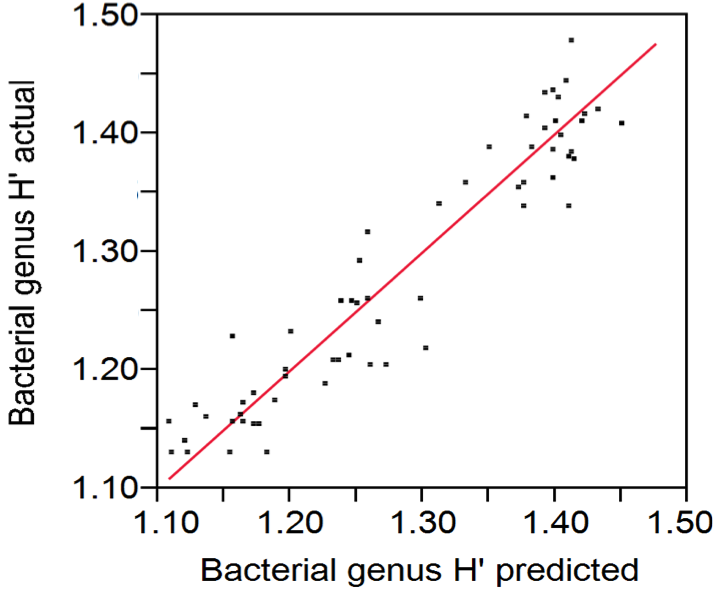 1.50
1.40
1.30
1.20
1.10
Bacterial genus H' actual
1.10 1.20 1.30 1.40 1.50
Bacterial genus H' predicted